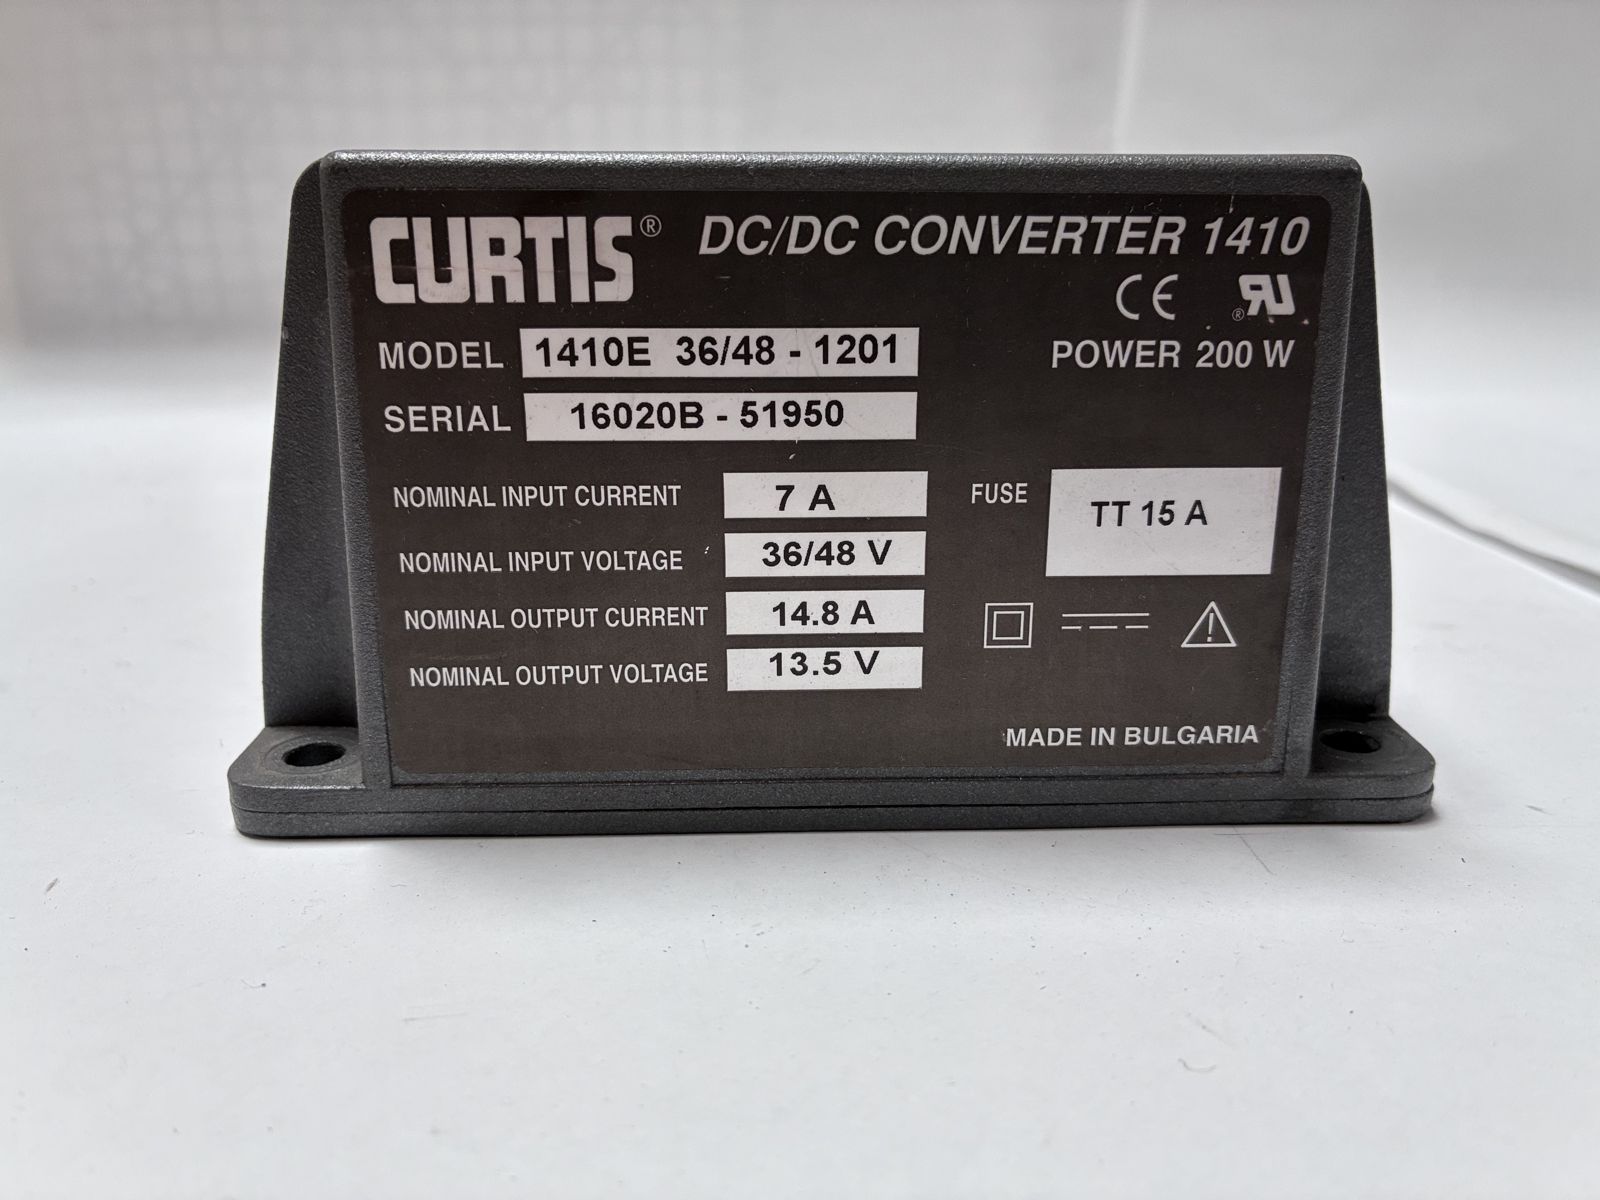 CURTIS® DC/DC CONVERTER 1410
CE ®RU
MODEL 1410E 36/48 - 1201 POWER 200 W
SERIAL 16020B - 51950
NOMINAL INPUT CURRENT 7 A FUSE TT 15 A
NOMINAL INPUT VOLTAGE 36/48 V
NOMINAL OUTPUT CURRENT 14.8 A
NOMINAL OUTPUT VOLTAGE 13.5 V
MADE IN BULGARIA